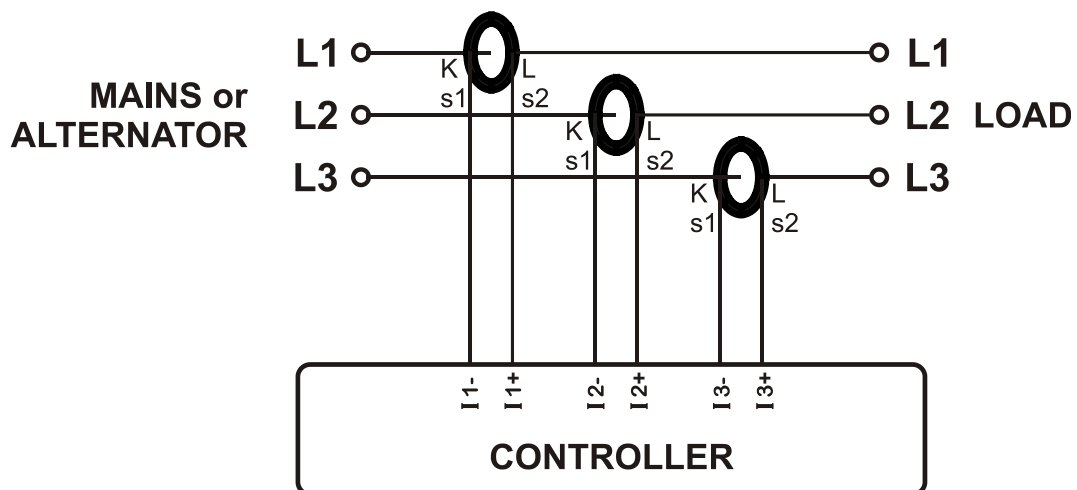 L1 L1
K L
s1 s2
MAINS or
ALTERNATOR
L2 L2 LOAD
K L
s1 s2
L3 L3
K L
s1 s2
I1- I1+ I2- I2+ I3- I3+
CONTROLLER